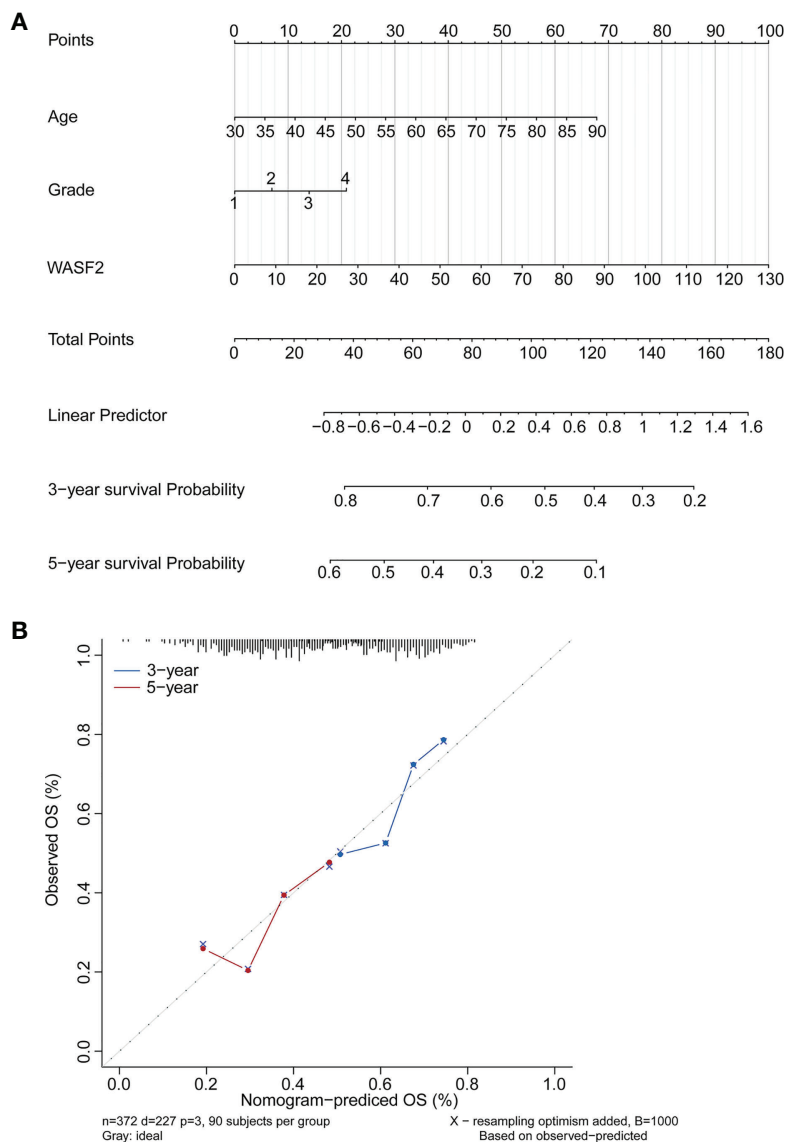 A
Points
0 10 20 30 40 50 60 70 80 90 100
Age
30 35 40 45 50 55 60 65 70 75 80 85 90
Grade
2 4
1 3
WASF2
0 10 20 30 40 50 60 70 80 90 100 110 120 130
Total Points
0 20 40 60 80 100 120 140 160 180
Linear Predictor
−0.8 −0.6 −0.4 −0.2 0 0.2 0.4 0.6 0.8 1 1.2 1.4 1.6
3−year survival Probability
0.8 0.7 0.6 0.5 0.4 0.3 0.2
5−year survival Probability
0.6 0.5 0.4 0.3 0.2 0.1
B
3−year
5−year
Observed OS (%)
1.0
0.8
0.6
0.4
0.2
0.0
0.0 0.2 0.4 0.6 0.8 1.0
Nomogram−prediced OS (%)
n=372 d=227 p=3, 90 subjects per group
Gray: ideal
X − resampling optimism added, B=1000
Based on observed−predicted